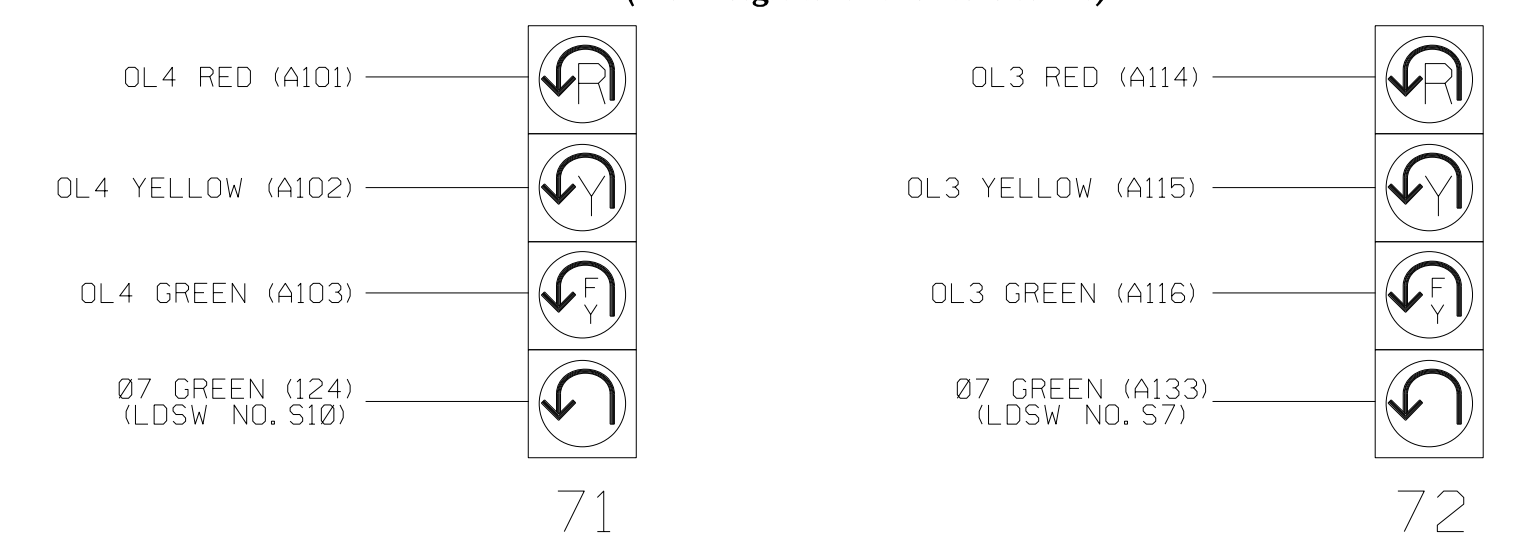 OL4 RED (A101)
R
OL4 YELLOW (A102)
Y
OL4 GREEN (A103)
F
Y
Ø7 GREEN (124)
(LDSW NO. S1Ø)
71
OL3 RED (A114)
R
OL3 YELLOW (A115)
Y
OL3 GREEN (A116)
F
Y
Ø7 GREEN (A133)
(LDSW NO. S7)
72